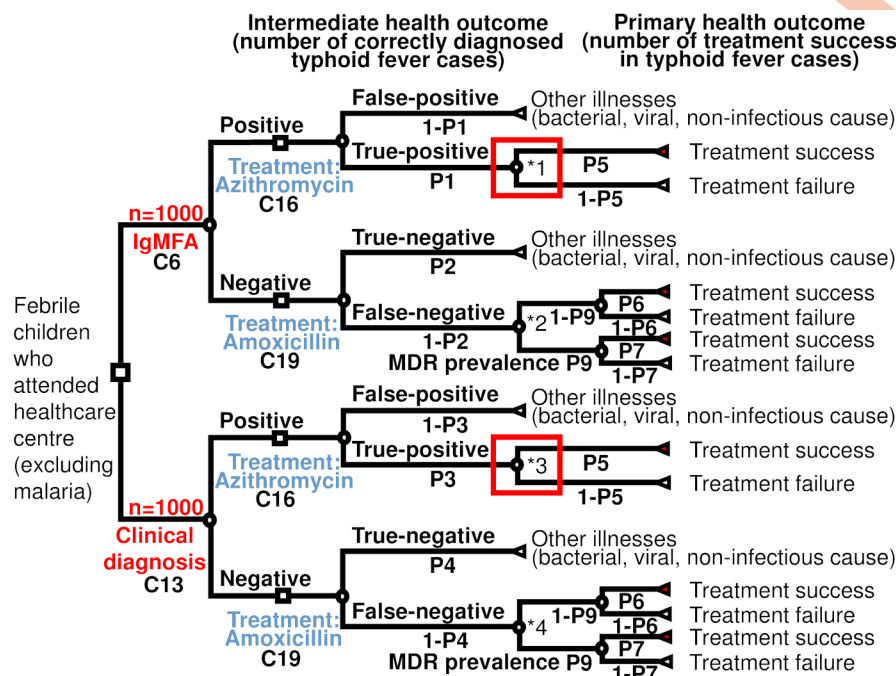 Intermediate health outcome
(number of correctly diagnosed
typhoid fever cases)
Primary health outcome
(number of treatment success
in typhoid fever cases)
False-positive
1-P1
Other illnesses
(bacterial, viral, non-infectious cause)
Positive
Treatment:
Azithromycin
C16
True-positive
P1
*1
P5
Treatment success
1-P5
Treatment failure
n=1000
IgMFA
C6
True-negative
P2
Other illnesses
(bacterial, viral, non-infectious cause)
Negative
Treatment:
Amoxicillin
C19
False-negative
1-P2
*2
1-P9
P6
Treatment success
1-P6
Treatment failure
MDR prevalence P9
P7
Treatment success
1-P7
Treatment failure
Febrile
children
who
attended
healthcare
centre
(excluding
malaria)
False-positive
1-P3
Other illnesses
(bacterial, viral, non-infectious cause)
Positive
Treatment:
Azithromycin
C16
True-positive
P3
*3
P5
Treatment success
1-P5
Treatment failure
n=1000
Clinical
diagnosis
C13
True-negative
P4
Other illnesses
(bacterial, viral, non-infectious cause)
Negative
Treatment:
Amoxicillin
C19
False-negative
1-P4
*4
1-P9
P6
Treatment success
1-P6
Treatment failure
MDR prevalence P9
P7
Treatment success
1-P7
Treatment failure